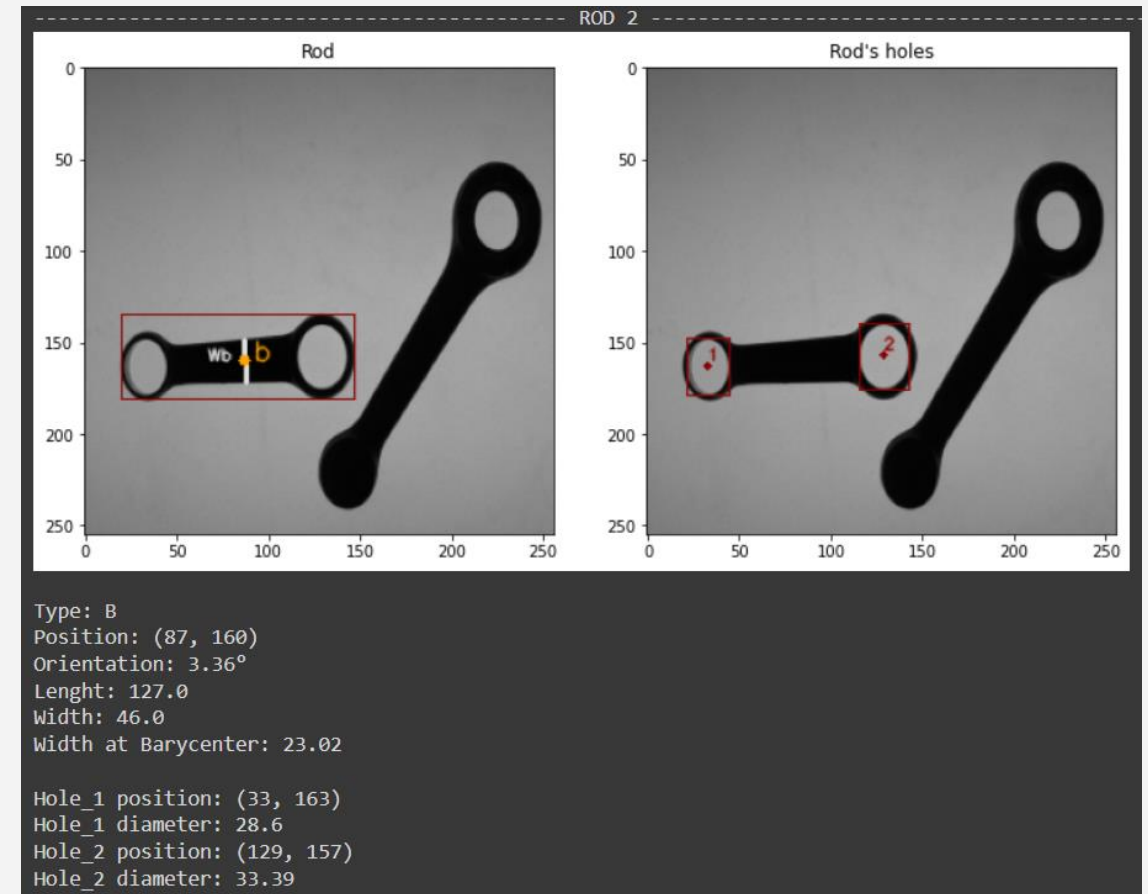 ROD 2
Rod Rod's holes
0 0
50 50
100 100
150 150
200 200
250 250
Wb b
1 2
0 50 100 150 200 250 0 50 100 150 200 250
Type: B
Position: (87, 160)
Orientation: 3.36º
Lenght: 127.0
Width: 46.0
Width at Barycenter: 23.02
Hole_1 position: (33, 163)
Hole_1 diameter: 28.6
Hole_2 position: (129, 157)
Hole_2 diameter: 33.39